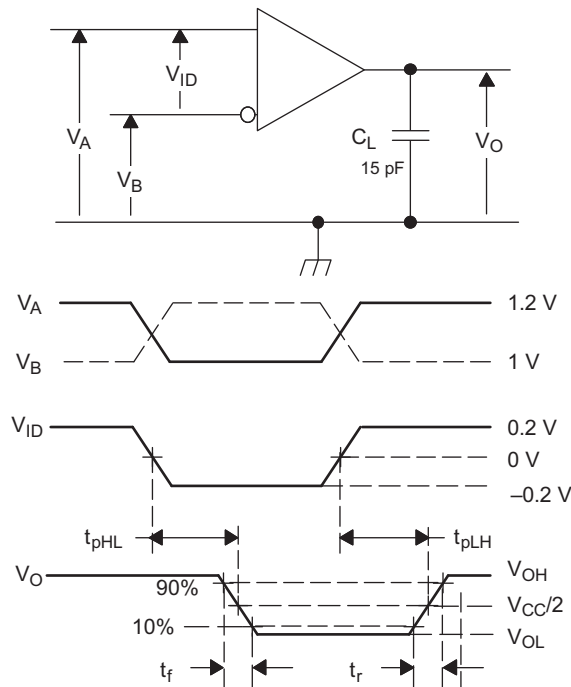 V_ID
V_A
V_B
C_L
15 pF
V_O
V_A 1.2 V
V_B 1 V
V_ID 0.2 V
0 V
–0.2 V
t_pHL t_pLH
V_O V_OH
90%
V_CC/2
10%
V_OL
t_f t_r